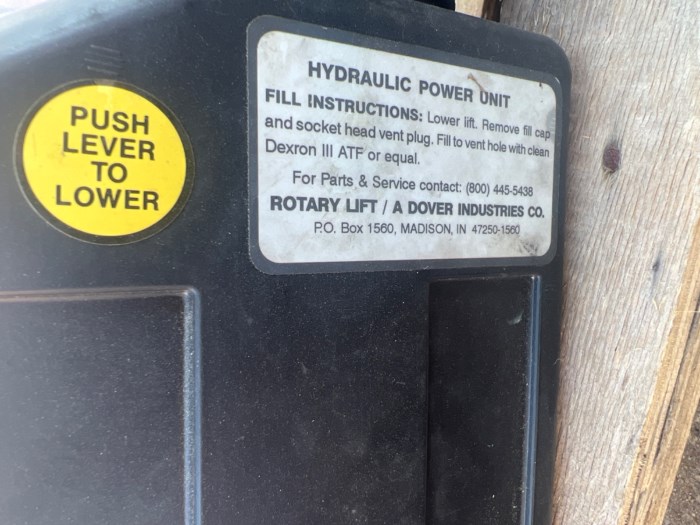 PUSH
LEVER
TO
LOWER
HYDRAULIC POWER UNIT
FILL INSTRUCTIONS: Lower lift. Remove fill cap
and socket head vent plug. Fill to vent hole with clean
Dexron III ATF or equal.
For Parts & Service contact: (800) 445-5438
ROTARY LIFT / A DOVER INDUSTRIES CO.
P.O. Box 1560, MADISON, IN 47250-1560